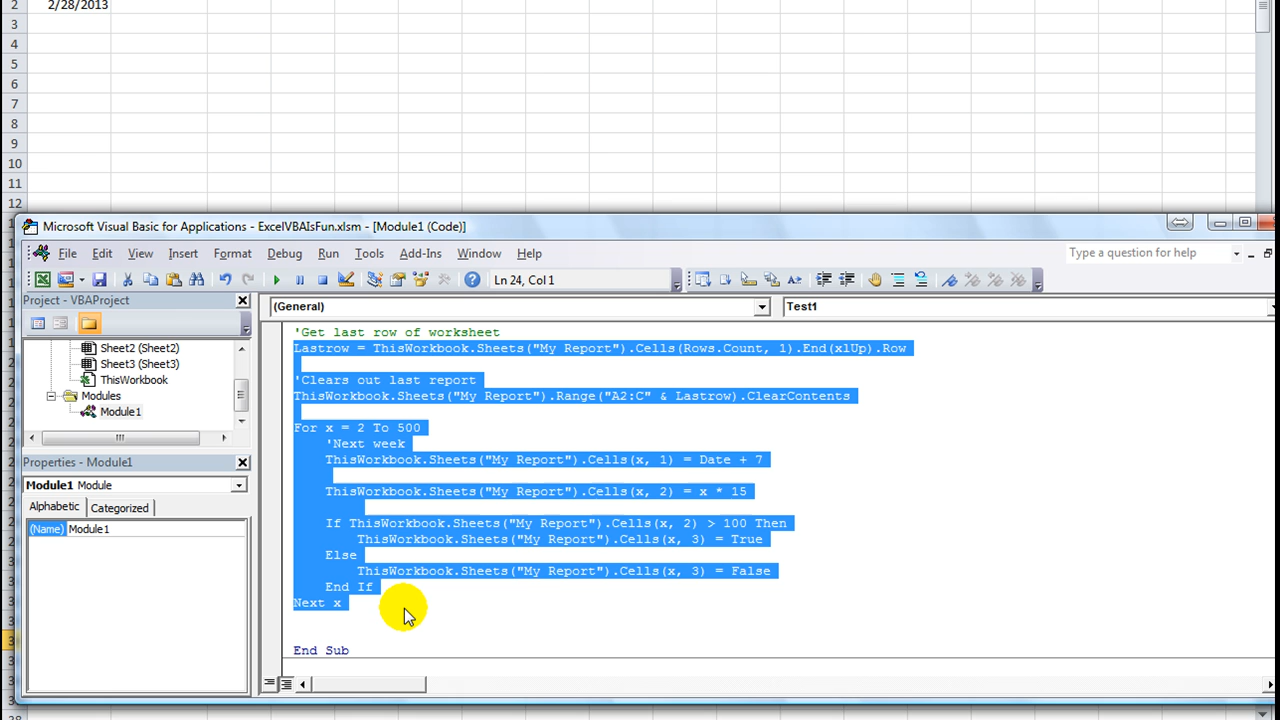 2 2/28/2013
3
4
5
6
7
8
9
10
11
12
Microsoft Visual Basic for Applications - ExcelVBAIsFun.xlsm - [Module1 (Code)]
File Edit View Insert Format Debug Run Tools Add-Ins Window Help Type a question for help
Ln 24, Col 1
Project - VBAProject
(General) Test1
Sheet2 (Sheet2)
Sheet3 (Sheet3)
ThisWorkbook
Modules
Module1
Properties - Module1
Module1 Module
Alphabetic Categorized
(Name) Module1
'Get last row of worksheet
Lastrow = ThisWorkbook.Sheets("My Report").Cells(Rows.Count, 1).End(xlUp).Row
'Clears out last report
ThisWorkbook.Sheets("My Report").Range("A2:C" & Lastrow).ClearContents
For x = 2 To 500
'Next week
ThisWorkbook.Sheets("My Report").Cells(x, 1) = Date + 7
ThisWorkbook.Sheets("My Report").Cells(x, 2) = x * 15
If ThisWorkbook.Sheets("My Report").Cells(x, 2) > 100 Then
ThisWorkbook.Sheets("My Report").Cells(x, 3) = True
Else
ThisWorkbook.Sheets("My Report").Cells(x, 3) = False
End If
Next x
End Sub